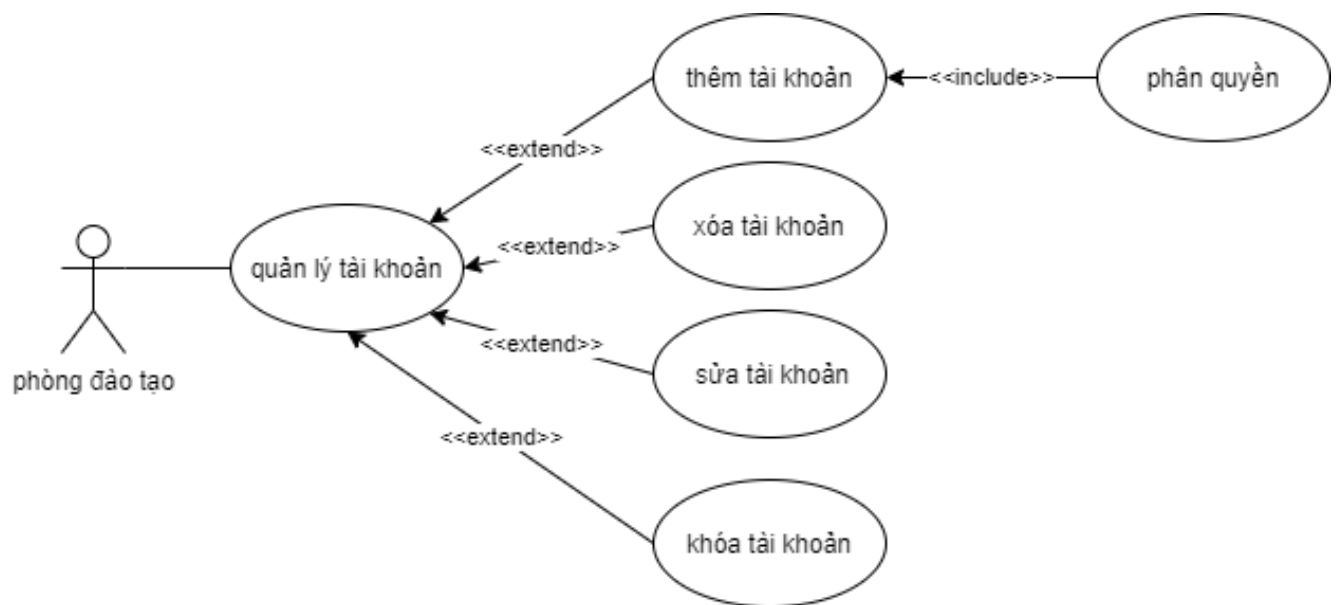 thêm tài khoản
<<include>>
phân quyền
<<extend>>
xóa tài khoản
<<extend>>
quản lý tài khoản
<<extend>>
sửa tài khoản
phòng đào tạo
<<extend>>
khóa tài khoản